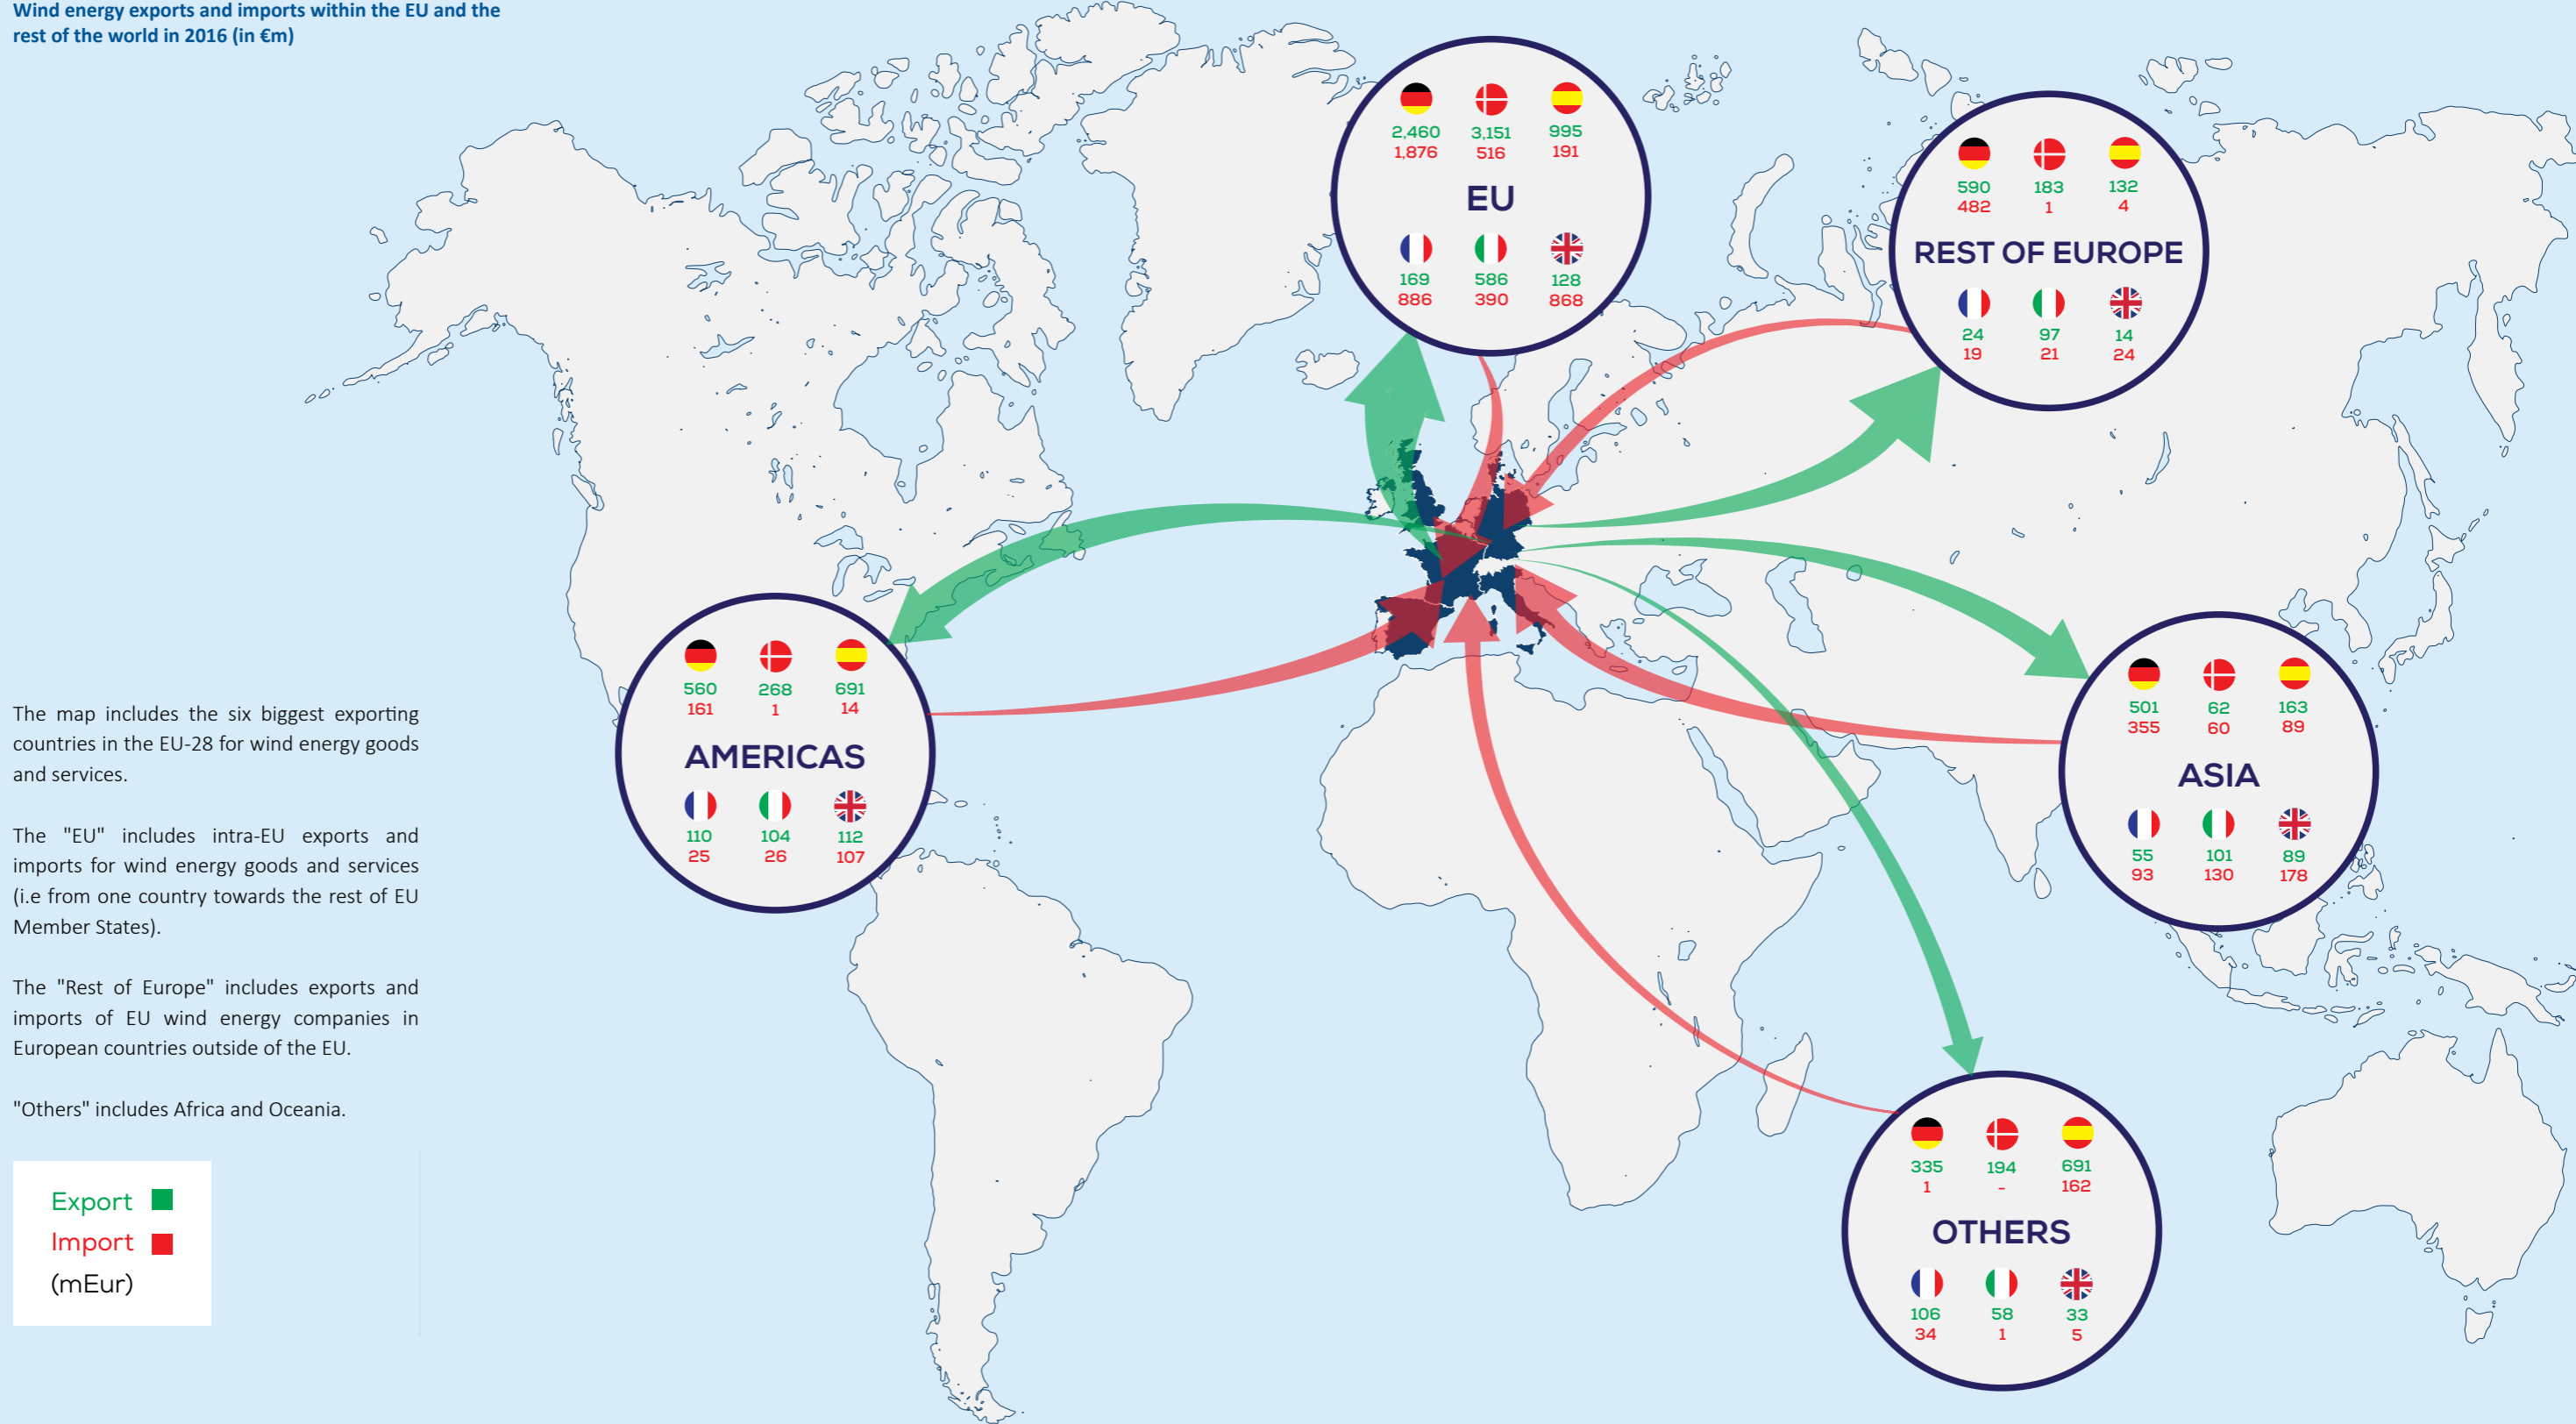 Wind energy exports and imports within the EU and the
rest of the world in 2016 (in €m)
2,460 3,151 995
1,876 516 191
EU
169 586 128
886 390 868
590 183 132
482 1 4
REST OF EUROPE
24 97 14
19 21 24
560 268 691
161 1 14
AMERICAS
110 104 112
25 26 107
501 62 163
355 60 89
ASIA
55 101 89
93 130 178
335 194 691
1 - 162
OTHERS
106 58 33
34 1 5
The map includes the six biggest exporting
countries in the EU-28 for wind energy goods
and services.
The "EU" includes intra-EU exports and
imports for wind energy goods and services
(i.e from one country towards the rest of EU
Member States).
The "Rest of Europe" includes exports and
imports of EU wind energy companies in
European countries outside of the EU.
"Others" includes Africa and Oceania.
Export
Import
(mEur)